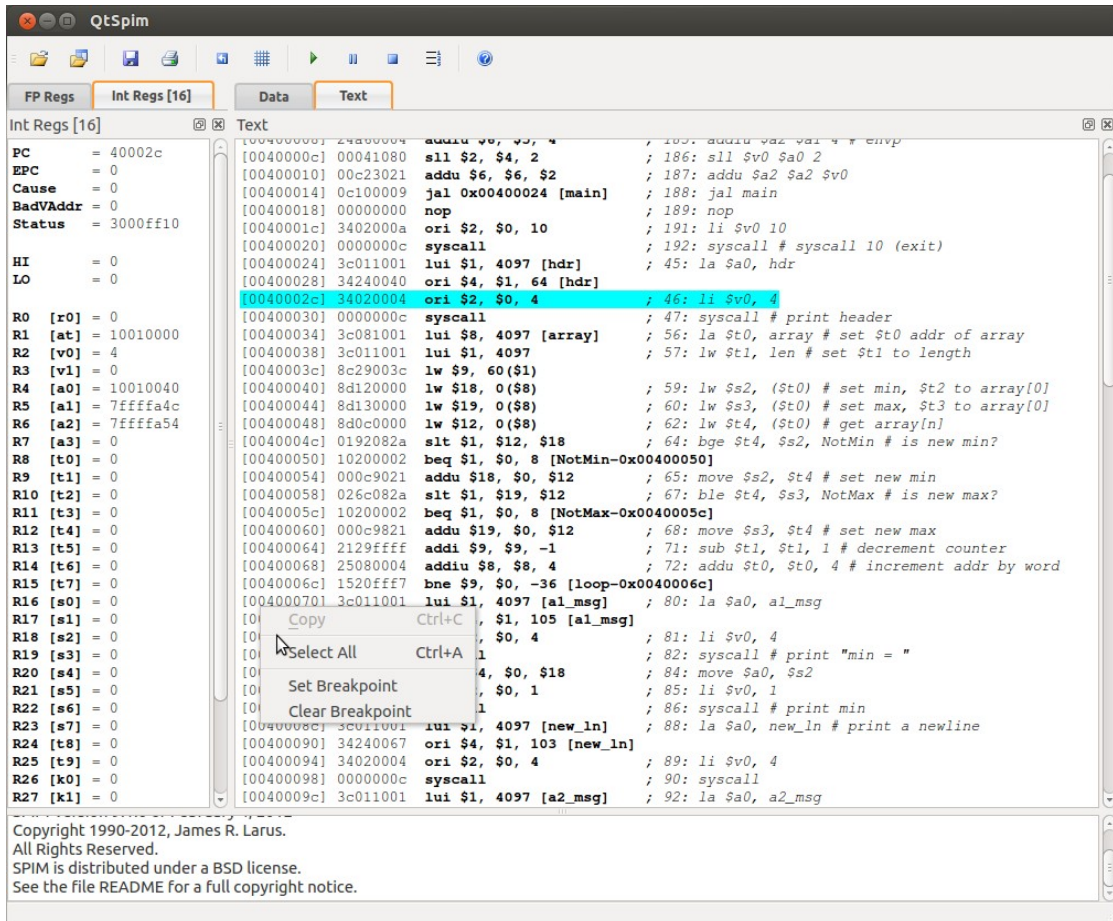 QtSpim
FP Regs Int Regs [16] Data Text
Int Regs [16]
PC = 40002c
EPC = 0
Cause = 0
BadVAddr = 0
Status = 3000ff10
HI = 0
LO = 0
R0 [r0] = 0
R1 [at] = 10010000
R2 [v0] = 4
R3 [v1] = 0
R4 [a0] = 10010040
R5 [a1] = 7ffffa4c
R6 [a2] = 7ffffa54
R7 [a3] = 0
R8 [t0] = 0
R9 [t1] = 0
R10 [t2] = 0
R11 [t3] = 0
R12 [t4] = 0
R13 [t5] = 0
R14 [t6] = 0
R15 [t7] = 0
R16 [s0] = 0
R17 [s1] = 0
R18 [s2] = 0
R19 [s3] = 0
R20 [s4] = 0
R21 [s5] = 0
R22 [s6] = 0
R23 [s7] = 0
R24 [t8] = 0
R25 [t9] = 0
R26 [k0] = 0
R27 [k1] = 0
Text
[00400008] 24a60004 addiu $6, $5, 4 ; 185: addiu $a2 $a1 4 # envp
[0040000c] 00041080 sll $2, $4, 2 ; 186: sll $v0 $a0 2
[00400010] 00c23021 addu $6, $6, $2 ; 187: addu $a2 $a2 $v0
[00400014] 0c100009 jal 0x00400024 [main] ; 188: jal main
[00400018] 00000000 nop ; 189: nop
[0040001c] 3402000a ori $2, $0, 10 ; 191: li $v0 10
[00400020] 0000000c syscall ; 192: syscall # syscall 10 (exit)
[00400024] 3c011001 lui $1, 4097 [hdr] ; 45: la $a0, hdr
[00400028] 34240040 ori $4, $1, 64 [hdr]
[0040002c] 34020004 ori $2, $0, 4 ; 46: li $v0, 4
[00400030] 0000000c syscall ; 47: syscall # print header
[00400034] 3c081001 lui $8, 4097 [array] ; 56: la $t0, array # set $t0 addr of array
[00400038] 3c011001 lui $1, 4097 ; 57: lw $t1, len # set $t1 to length
[0040003c] 8c29003c lw $9, 60($1)
[00400040] 8d120000 lw $18, 0($8) ; 59: lw $s2, ($t0) # set min, $t2 to array[0]
[00400044] 8d130000 lw $19, 0($8) ; 60: lw $s3, ($t0) # set max, $t3 to array[0]
[00400048] 8d0c0000 lw $12, 0($8) ; 62: lw $t4, ($t0) # get array[n]
[0040004c] 0192082a slt $1, $12, $18 ; 64: bge $t4, $s2, NotMin # is new min?
[00400050] 10200002 beq $1, $0, 8 [NotMin-0x00400050]
[00400054] 000c9021 addu $18, $0, $12 ; 65: move $s2, $t4 # set new min
[00400058] 026c082a slt $1, $19, $12 ; 67: ble $t4, $s3, NotMax # is new max?
[0040005c] 10200002 beq $1, $0, 8 [NotMax-0x0040005c]
[00400060] 000c9821 addu $19, $0, $12 ; 68: move $s3, $t4 # set new max
[00400064] 2129ffff addi $9, $9, -1 ; 71: sub $t1, $t1, 1 # decrement counter
[00400068] 25080004 addiu $8, $8, 4 ; 72: addu $t0, $t0, 4 # increment addr by word
[0040006c] 1520fff7 bne $9, $0, -36 [loop-0x0040006c]
[00400070] 3c011001 lui $1, 4097 [a1_msg] ; 80: la $a0, a1_msg
[00 , $1, 105 [a1_msg]
[00 , $0, 4 ; 81: li $v0, 4
[00 l ; 82: syscall # print "min = "
[00 4, $0, $18 ; 84: move $a0, $s2
[00 , $0, 1 ; 85: li $v0, 1
[00 l ; 86: syscall # print min
[0040008c] 3c011001 lui $1, 4097 [new_ln] ; 88: la $a0, new_ln # print a newline
[00400090] 34240067 ori $4, $1, 103 [new_ln]
[00400094] 34020004 ori $2, $0, 4 ; 89: li $v0, 4
[00400098] 0000000c syscall ; 90: syscall
[0040009c] 3c011001 lui $1, 4097 [a2_msg] ; 92: la $a0, a2_msg
Copy Ctrl+C
Select All Ctrl+A
Set Breakpoint
Clear Breakpoint
Copyright 1990-2012, James R. Larus.
All Rights Reserved.
SPIM is distributed under a BSD license.
See the file README for a full copyright notice.